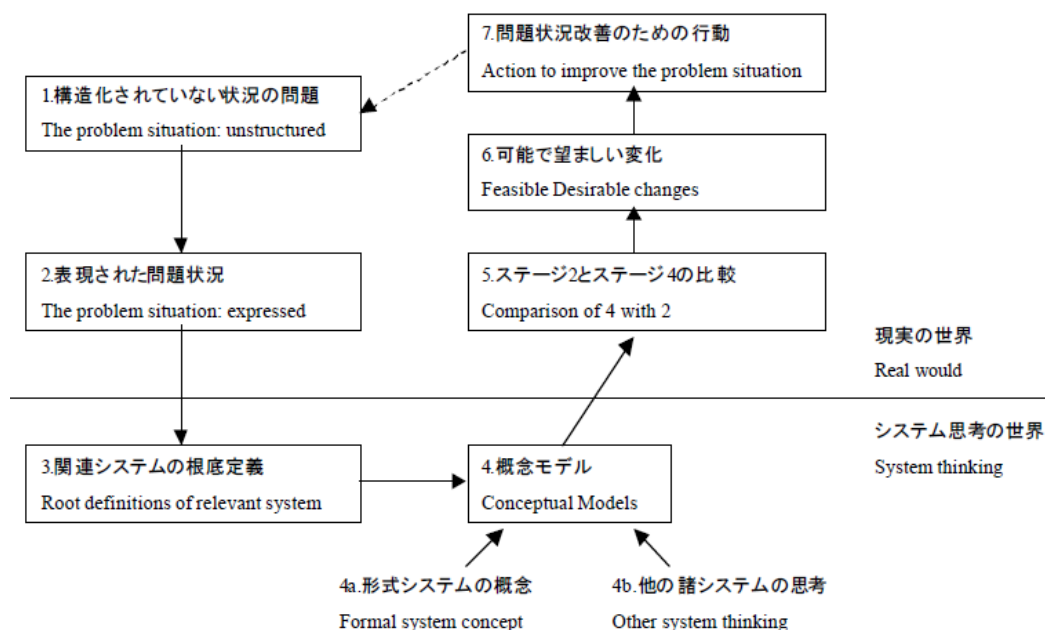 7.問題状況改善のための行動
Action to improve the problem situation
1.構造化されていない状況の問題
The problem situation: unstructured
6.可能で望ましい変化
Feasible Desirable changes
2.表現された問題状況
The problem situation: expressed
5.ステージ2とステージ4の比較
Comparison of 4 with 2
現実の世界
Real would
システム思考の世界
System thinking
3.関連システムの根底定義
Root definitions of relevant system
4.概念モデル
Conceptual Models
4a.形式システムの概念
Formal system concept
4b.他の諸システムの思考
Other system thinking